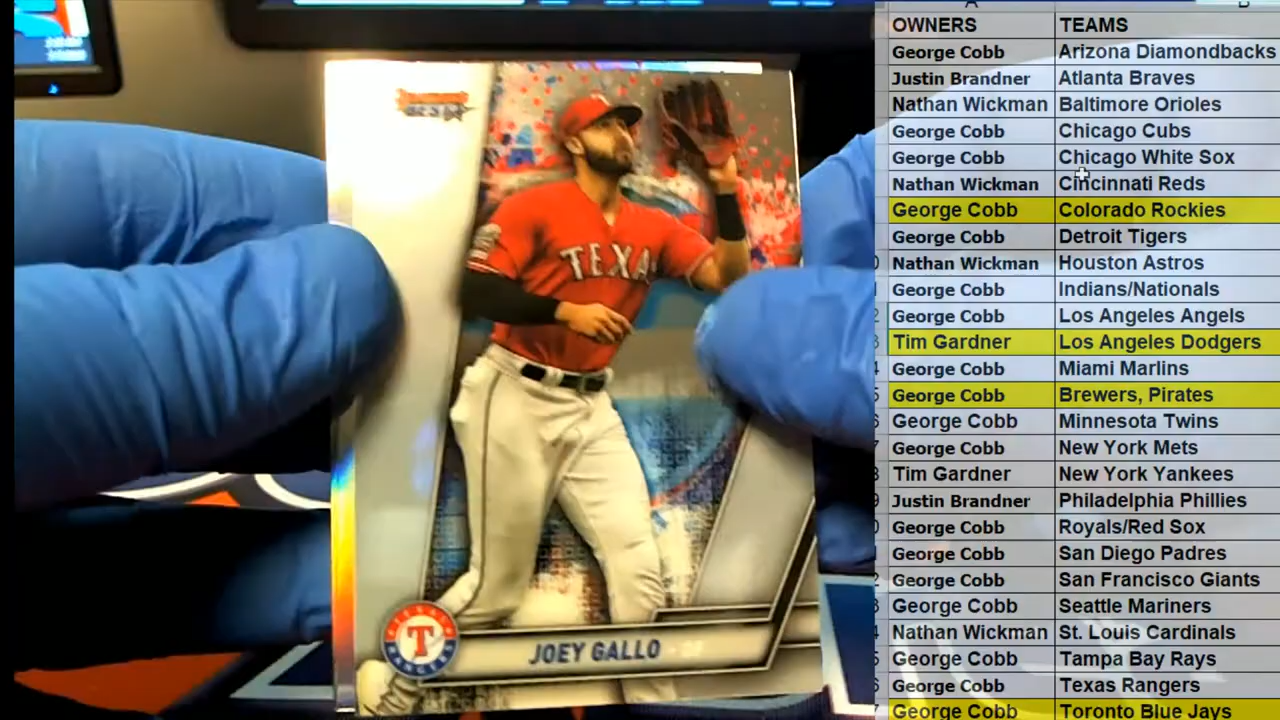 A B
OWNERS TEAMS
George Cobb Arizona Diamondbacks
Justin Brandner Atlanta Braves
Nathan Wickman Baltimore Orioles
George Cobb Chicago Cubs
George Cobb Chicago White Sox
Nathan Wickman Cincinnati Reds
George Cobb Colorado Rockies
George Cobb Detroit Tigers
Nathan Wickman Houston Astros
George Cobb Indians/Nationals
George Cobb Los Angeles Angels
Tim Gardner Los Angeles Dodgers
George Cobb Miami Marlins
George Cobb Brewers, Pirates
George Cobb Minnesota Twins
George Cobb New York Mets
Tim Gardner New York Yankees
Justin Brandner Philadelphia Phillies
George Cobb Royals/Red Sox
George Cobb San Diego Padres
George Cobb San Francisco Giants
George Cobb Seattle Mariners
Nathan Wickman St. Louis Cardinals
George Cobb Tampa Bay Rays
George Cobb Texas Rangers
George Cobb Toronto Blue Jays
TEXA
TEXAS
T
RANGERS
JOEY GALLO